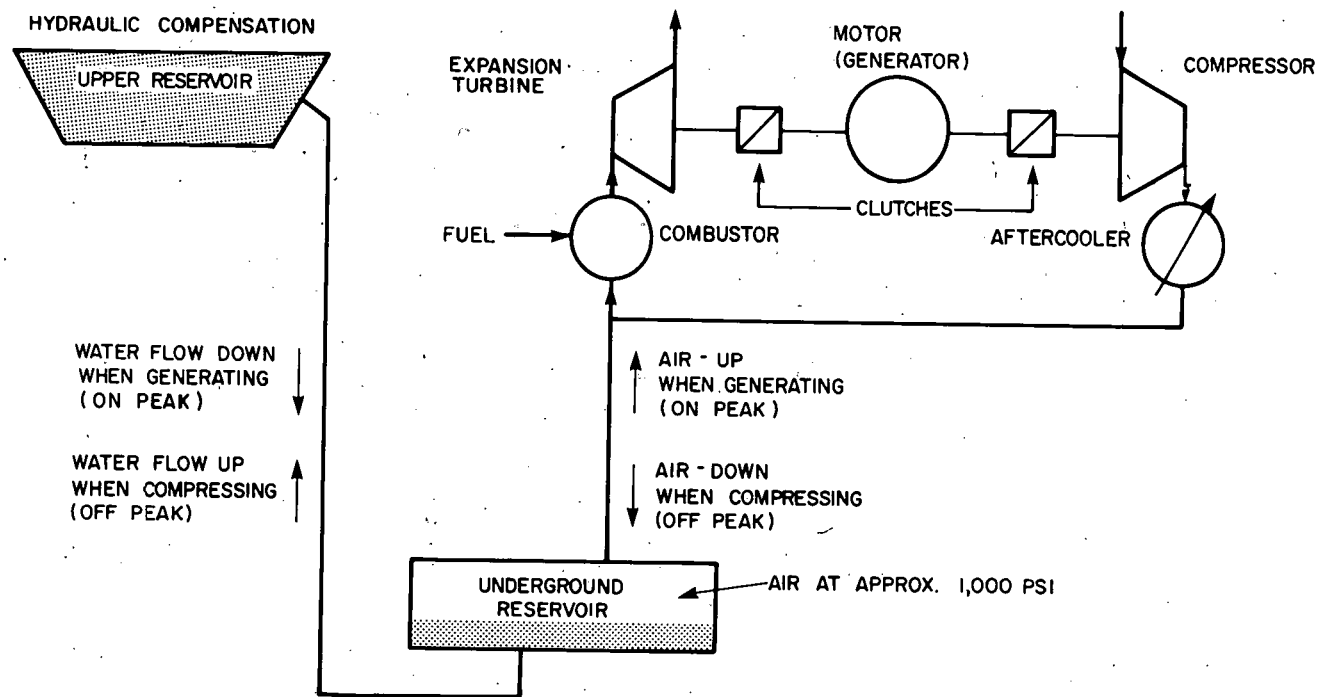 HYDRAULIC COMPENSATION
UPPER RESERVOIR
EXPANSION
TURBINE
MOTOR
(GENERATOR)
COMPRESSOR
CLUTCHES
FUEL
COMBUSTOR
AFTERCOOLER
WATER FLOW DOWN
WHEN GENERATING
(ON PEAK)
AIR - UP
WHEN GENERATING
(ON PEAK)
WATER FLOW UP
WHEN COMPRESSING
(OFF PEAK)
AIR - DOWN
WHEN COMPRESSING
(OFF PEAK)
UNDERGROUND
RESERVOIR
AIR AT APPROX. 1,000 PSI